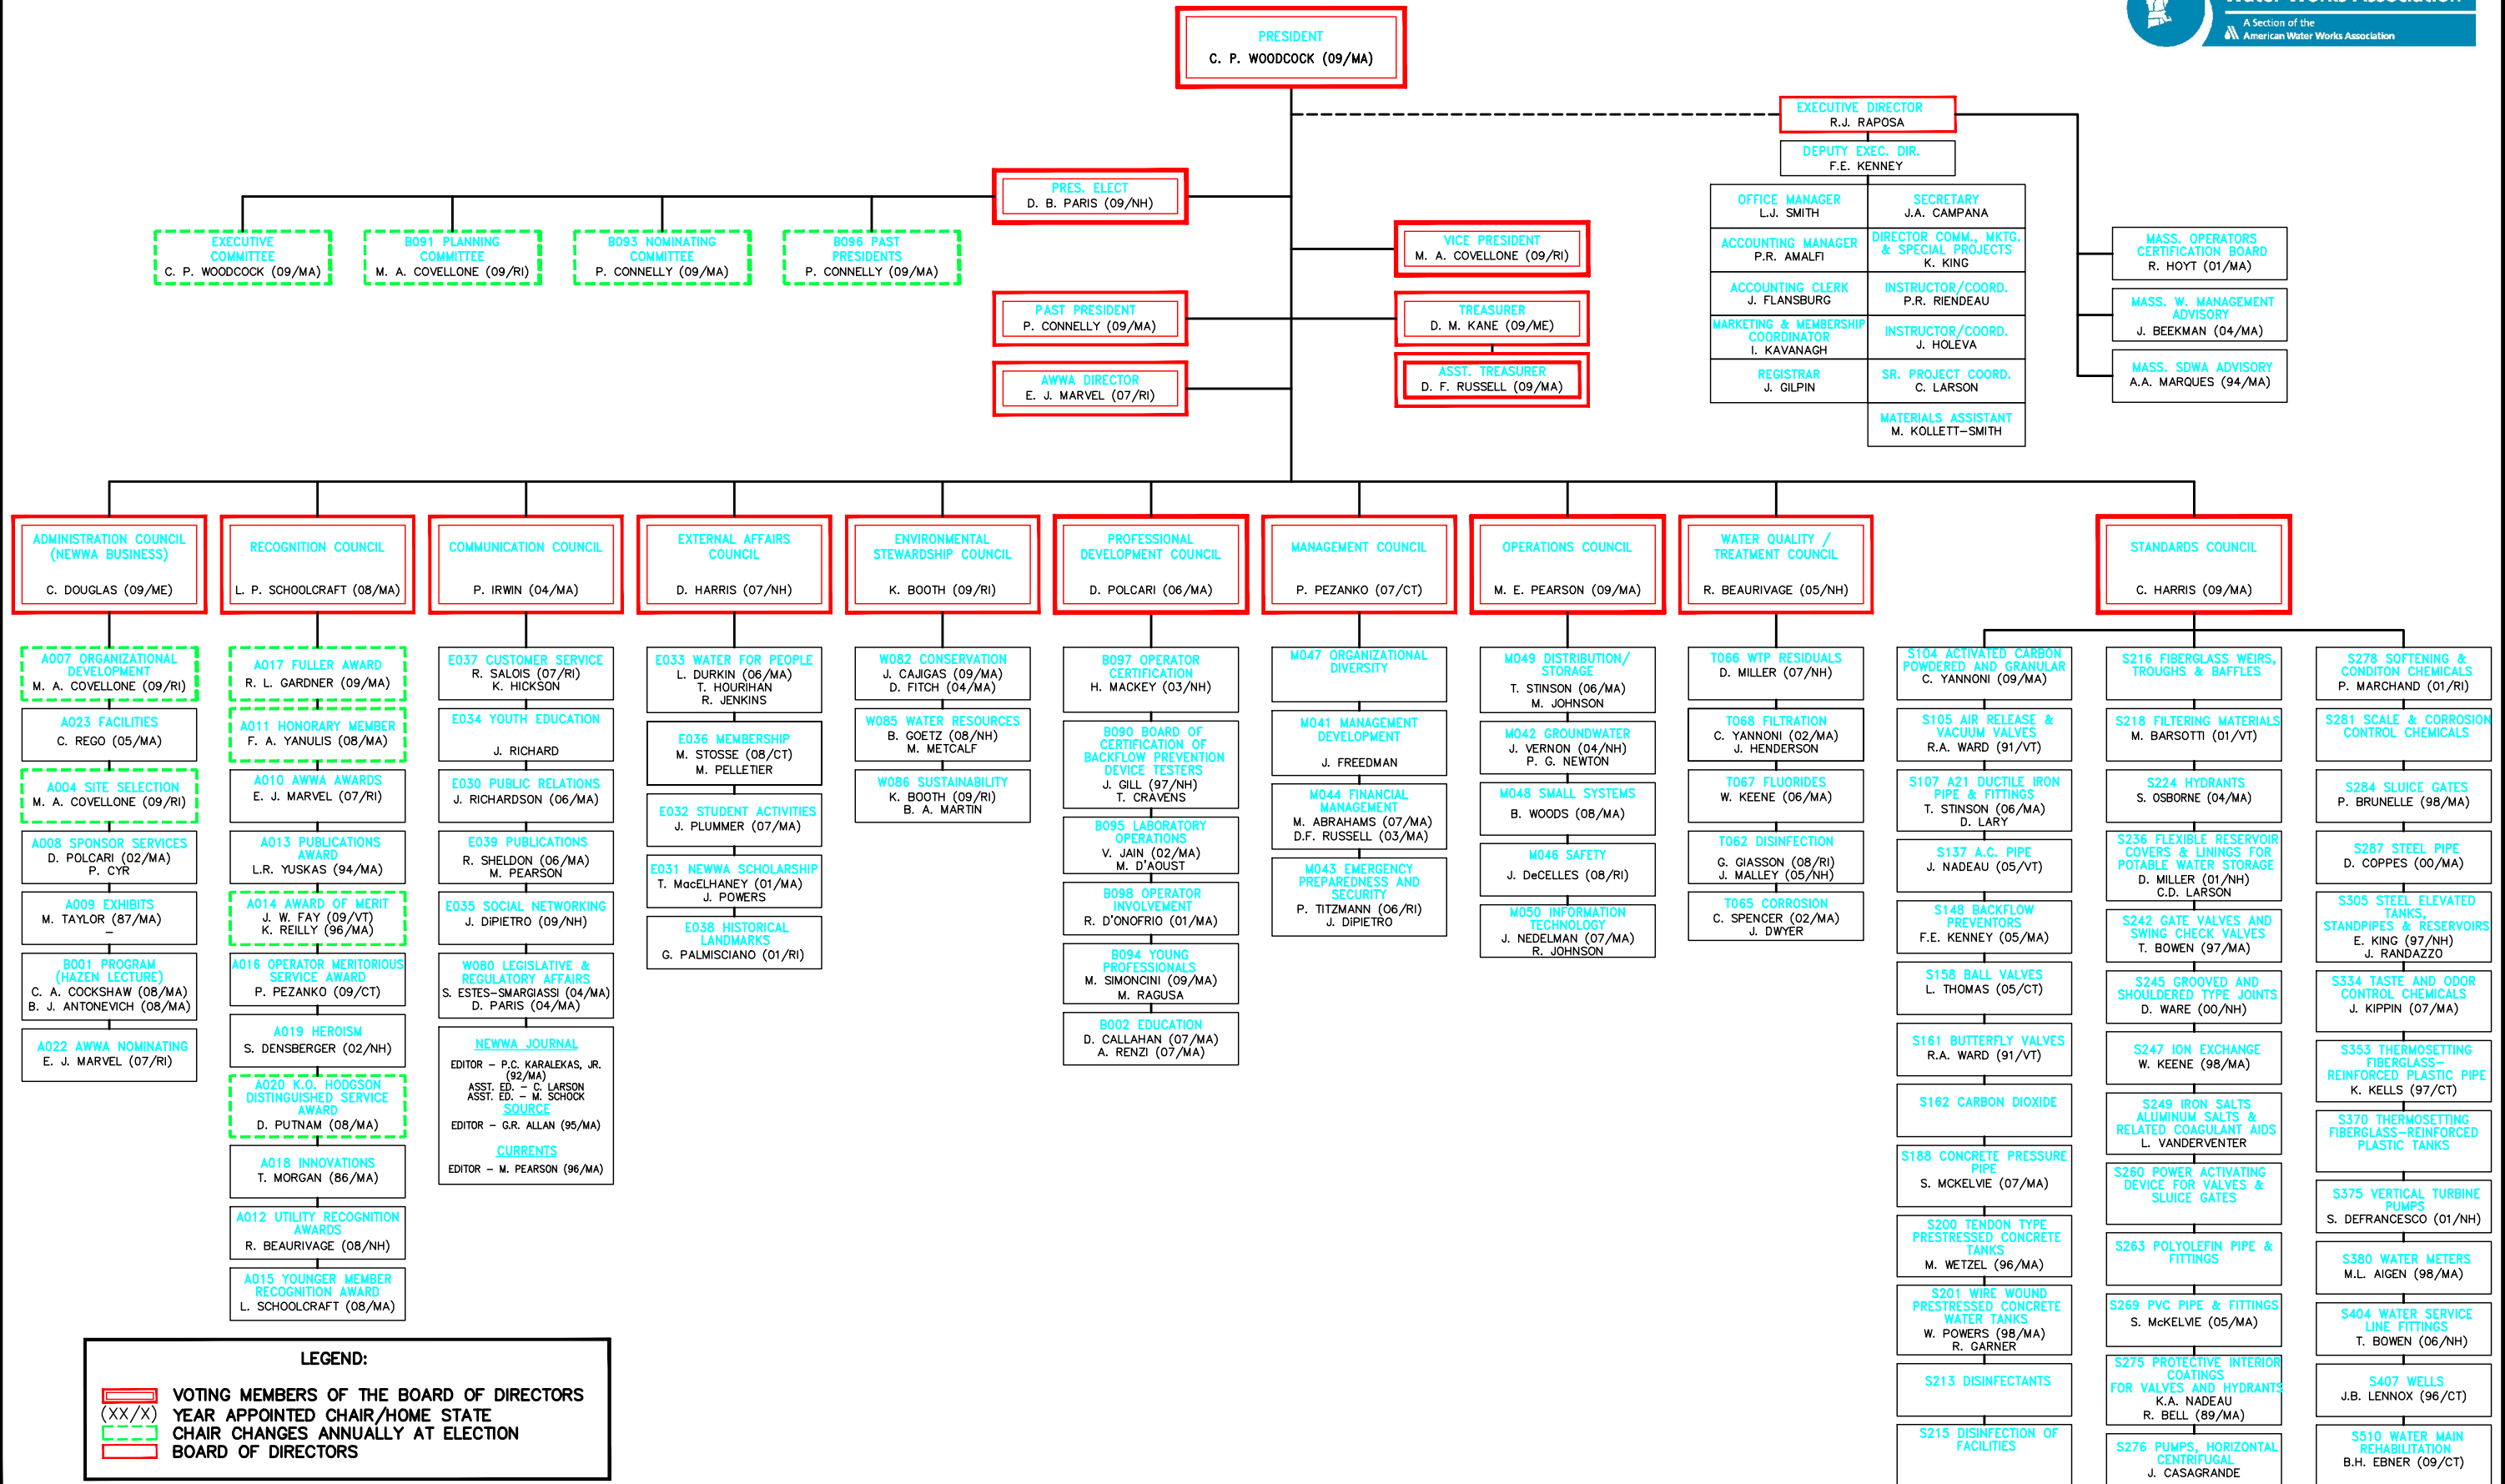 Water Works Association
A Section of the
American Water Works Association
PRESIDENT
C. P. WOODCOCK (09/MA)
EXECUTIVE DIRECTOR
R.J. RAPOSA
DEPUTY EXEC. DIR.
F.E. KENNEY
OFFICE MANAGER
L.J. SMITH
SECRETARY
J.A. CAMPANA
ACCOUNTING MANAGER
P.R. AMALFI
DIRECTOR COMM., MKTG.
& SPECIAL PROJECTS
K. KING
ACCOUNTING CLERK
J. FLANSBURG
INSTRUCTOR/COORD.
P.R. RIENDEAU
MARKETING & MEMBERSHIP
COORDINATOR
I. KAVANAGH
INSTRUCTOR/COORD.
J. HOLEVA
REGISTRAR
J. GILPIN
SR. PROJECT COORD.
C. LARSON
MATERIALS ASSISTANT
M. KOLLETT-SMITH
MASS. OPERATORS
CERTIFICATION BOARD
R. HOYT (01/MA)
MASS. W. MANAGEMENT
ADVISORY
J. BEEKMAN (04/MA)
MASS. SDWA ADVISORY
A.A. MARQUES (94/MA)
PRES. ELECT
D. B. PARIS (09/NH)
EXECUTIVE
COMMITTEE
C. P. WOODCOCK (09/MA)
B091 PLANNING
COMMITTEE
M. A. COVELLONE (09/RI)
B093 NOMINATING
COMMITTEE
P. CONNELLY (09/MA)
B096 PAST
PRESIDENTS
P. CONNELLY (09/MA)
VICE PRESIDENT
M. A. COVELLONE (09/RI)
PAST PRESIDENT
P. CONNELLY (09/MA)
TREASURER
D. M. KANE (09/ME)
AWWA DIRECTOR
E. J. MARVEL (07/RI)
ASST. TREASURER
D. F. RUSSELL (09/MA)
ADMINISTRATION COUNCIL
(NEWWA BUSINESS)
C. DOUGLAS (09/ME)
A007 ORGANIZATIONAL
DEVELOPMENT
M. A. COVELLONE (09/RI)
A023 FACILITIES
C. REGO (05/MA)
A004 SITE SELECTION
M. A. COVELLONE (09/RI)
A008 SPONSOR SERVICES
D. POLCARI (02/MA)
P. CYR
A009 EXHIBITS
M. TAYLOR (87/MA)
–
B001 PROGRAM
(HAZEN LECTURE)
C. A. COCKSHAW (08/MA)
B. J. ANTONEVICH (08/MA)
A022 AWWA NOMINATING
E. J. MARVEL (07/RI)
RECOGNITION COUNCIL
L. P. SCHOOLCRAFT (08/MA)
A017 FULLER AWARD
R. L. GARDNER (09/MA)
A011 HONORARY MEMBER
F. A. YANULIS (08/MA)
A010 AWWA AWARDS
E. J. MARVEL (07/RI)
A013 PUBLICATIONS
AWARD
L.R. YUSKAS (94/MA)
A014 AWARD OF MERIT
J. W. FAY (09/VT)
K. REILLY (96/MA)
A016 OPERATOR MERITORIOUS
SERVICE AWARD
P. PEZANKO (09/CT)
A019 HEROISM
S. DENSBERGER (02/NH)
A020 K.O. HODGSON
DISTINGUISHED SERVICE
AWARD
D. PUTNAM (08/MA)
A018 INNOVATIONS
T. MORGAN (86/MA)
A012 UTILITY RECOGNITION
AWARDS
R. BEAURIVAGE (08/NH)
A015 YOUNGER MEMBER
RECOGNITION AWARD
L. SCHOOLCRAFT (08/MA)
COMMUNICATION COUNCIL
P. IRWIN (04/MA)
E037 CUSTOMER SERVICE
R. SALOIS (07/RI)
K. HICKSON
E034 YOUTH EDUCATION
J. RICHARD
E030 PUBLIC RELATIONS
J. RICHARDSON (06/MA)
E039 PUBLICATIONS
R. SHELDON (06/MA)
M. PEARSON
E035 SOCIAL NETWORKING
J. DiPIETRO (09/NH)
W080 LEGISLATIVE &
REGULATORY AFFAIRS
S. ESTES-SMARGIASSI (04/MA)
D. PARIS (04/MA)
NEWWA JOURNAL
EDITOR – P.C. KARALEKAS, JR.
(92/MA)
ASST. ED. – C. LARSON
ASST. ED. – M. SCHOCK
SOURCE
EDITOR – G.R. ALLAN (95/MA)
CURRENTS
EDITOR – M. PEARSON (96/MA)
EXTERNAL AFFAIRS
COUNCIL
D. HARRIS (07/NH)
E033 WATER FOR PEOPLE
L. DURKIN (06/MA)
T. HOURIHAN
R. JENKINS
E036 MEMBERSHIP
M. STOSSE (08/CT)
M. PELLETIER
E032 STUDENT ACTIVITIES
J. PLUMMER (07/MA)
E031 NEWWA SCHOLARSHIP
T. MacELHANEY (01/MA)
J. POWERS
E038 HISTORICAL
LANDMARKS
G. PALMISCIANO (01/RI)
ENVIRONMENTAL
STEWARDSHIP COUNCIL
K. BOOTH (09/RI)
W082 CONSERVATION
J. CAJIGAS (09/MA)
D. FITCH (04/MA)
W085 WATER RESOURCES
B. GOETZ (08/NH)
M. METCALF
W086 SUSTAINABILITY
K. BOOTH (09/RI)
B. A. MARTIN
PROFESSIONAL
DEVELOPMENT COUNCIL
D. POLCARI (06/MA)
B097 OPERATOR
CERTIFICATION
H. MACKEY (03/NH)
B090 BOARD OF
CERTIFICATION OF
BACKFLOW PREVENTION
DEVICE TESTERS
J. GILL (97/NH)
T. CRAVENS
B095 LABORATORY
OPERATIONS
V. JAIN (02/MA)
M. D'AOUST
B098 OPERATOR
INVOLVEMENT
R. D'ONOFRIO (01/MA)
B094 YOUNG
PROFESSIONALS
M. SIMONCINI (09/MA)
M. RAGUSA
B002 EDUCATION
D. CALLAHAN (07/MA)
A. RENZI (07/MA)
MANAGEMENT COUNCIL
P. PEZANKO (07/CT)
M047 ORGANIZATIONAL
DIVERSITY
M041 MANAGEMENT
DEVELOPMENT
J. FREEDMAN
M044 FINANCIAL
MANAGEMENT
M. ABRAHAMS (07/MA)
D.F. RUSSELL (03/MA)
M043 EMERGENCY
PREPAREDNESS AND
SECURITY
P. TITZMANN (06/RI)
J. DiPIETRO
OPERATIONS COUNCIL
M. E. PEARSON (09/MA)
M049 DISTRIBUTION/
STORAGE
T. STINSON (06/MA)
M. JOHNSON
M042 GROUNDWATER
J. VERNON (04/NH)
P. G. NEWTON
M048 SMALL SYSTEMS
B. WOODS (08/MA)
M046 SAFETY
J. DeCELLES (08/RI)
M050 INFORMATION
TECHNOLOGY
J. NEDELMAN (07/MA)
R. JOHNSON
WATER QUALITY /
TREATMENT COUNCIL
R. BEAURIVAGE (05/NH)
T066 WTP RESIDUALS
D. MILLER (07/NH)
T068 FILTRATION
C. YANNONI (02/MA)
J. HENDERSON
T067 FLUORIDES
W. KEENE (06/MA)
T062 DISINFECTION
G. GIASSON (08/RI)
J. MALLEY (05/NH)
T065 CORROSION
C. SPENCER (02/MA)
J. DWYER
STANDARDS COUNCIL
C. HARRIS (09/MA)
S104 ACTIVATED CARBON
POWDERED AND GRANULAR
C. YANNONI (09/MA)
S105 AIR RELEASE &
VACUUM VALVES
R.A. WARD (91/VT)
S107 A21 DUCTILE IRON
PIPE & FITTINGS
T. STINSON (06/MA)
D. LARY
S137 A.C. PIPE
J. NADEAU (05/VT)
S148 BACKFLOW
PREVENTORS
F.E. KENNEY (05/MA)
S158 BALL VALVES
L. THOMAS (05/CT)
S161 BUTTERFLY VALVES
R.A. WARD (91/VT)
S162 CARBON DIOXIDE
S188 CONCRETE PRESSURE
PIPE
S. MCKELVIE (07/MA)
S200 TENDON TYPE
PRESTRESSED CONCRETE
TANKS
M. WETZEL (96/MA)
S201 WIRE WOUND
PRESTRESSED CONCRETE
WATER TANKS
W. POWERS (98/MA)
R. GARNER
S213 DISINFECTANTS
S215 DISINFECTION OF
FACILITIES
S216 FIBERGLASS WEIRS,
TROUGHS & BAFFLES
S218 FILTERING MATERIALS
M. BARSOTTI (01/VT)
S224 HYDRANTS
S. OSBORNE (04/MA)
S236 FLEXIBLE RESERVOIR
COVERS & LININGS FOR
POTABLE WATER STORAGE
D. MILLER (01/NH)
C.D. LARSON
S242 GATE VALVES AND
SWING CHECK VALVES
T. BOWEN (97/MA)
S245 GROOVED AND
SHOULDERED TYPE JOINTS
D. WARE (00/NH)
S247 ION EXCHANGE
W. KEENE (98/MA)
S249 IRON SALTS
ALUMINUM SALTS &
RELATED COAGULANT AIDS
L. VANDERVENTER
S260 POWER ACTIVATING
DEVICE FOR VALVES &
SLUICE GATES
S263 POLYOLEFIN PIPE &
FITTINGS
S269 PVC PIPE & FITTINGS
S. McKELVIE (05/MA)
S275 PROTECTIVE INTERIOR
COATINGS
FOR VALVES AND HYDRANTS
K.A. NADEAU
R. BELL (89/MA)
S276 PUMPS, HORIZONTAL
CENTRIFUGAL
J. CASAGRANDE
S278 SOFTENING &
CONDITON CHEMICALS
P. MARCHAND (01/RI)
S281 SCALE & CORROSION
CONTROL CHEMICALS
S284 SLUICE GATES
P. BRUNELLE (98/MA)
S287 STEEL PIPE
D. COPPES (00/MA)
S305 STEEL ELEVATED
TANKS,
STANDPIPES & RESERVOIRS
E. KING (97/NH)
J. RANDAZZO
S334 TASTE AND ODOR
CONTROL CHEMICALS
J. KIPPIN (07/MA)
S353 THERMOSETTING
FIBERGLASS–
REINFORCED PLASTIC PIPE
K. KELLS (97/CT)
S370 THERMOSETTING
FIBERGLASS–REINFORCED
PLASTIC TANKS
S375 VERTICAL TURBINE
PUMPS
S. DEFRANCESCO (01/NH)
S380 WATER METERS
M.L. AIGEN (98/MA)
S404 WATER SERVICE
LINE FITTINGS
T. BOWEN (06/NH)
S407 WELLS
J.B. LENNOX (96/CT)
S510 WATER MAIN
REHABILITATION
B.H. EBNER (09/CT)
LEGEND:
VOTING MEMBERS OF THE BOARD OF DIRECTORS
(XX/X) YEAR APPOINTED CHAIR/HOME STATE
CHAIR CHANGES ANNUALLY AT ELECTION
BOARD OF DIRECTORS